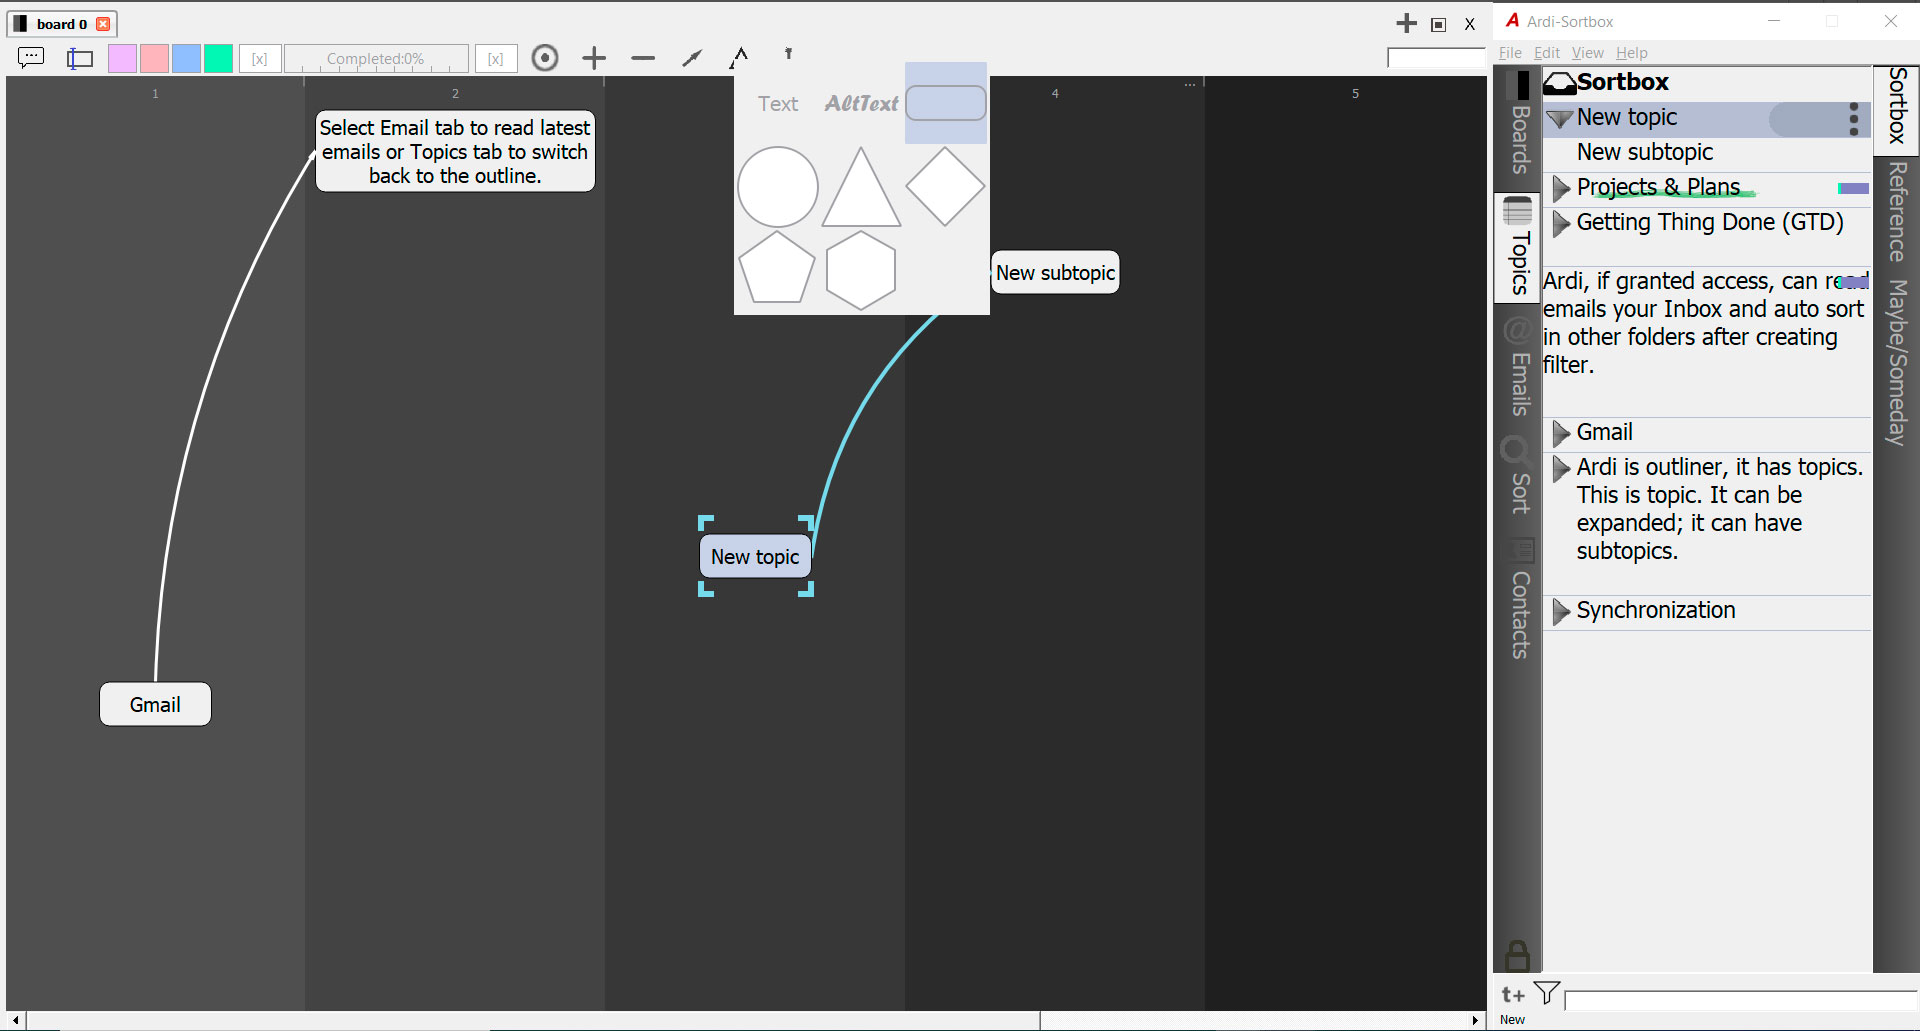 board 0
X
Ardi-Sortbox
File Edit View Help
[x]
Completed:0%
[x]
1
2
4
...
5
Text
AltText
Select Email tab to read latest
emails or Topics tab to switch
back to the outline.
New subtopic
New topic
Gmail
Boards
Topics
@
Emails
Sort
Contacts
Sortbox
New topic
New subtopic
Projects & Plans
Getting Thing Done (GTD)
Ardi, if granted access, can read
emails your Inbox and auto sort
in other folders after creating
filter.
Gmail
Ardi is outliner, it has topics.
This is topic. It can be
expanded; it can have
subtopics.
Synchronization
Sortbox
Reference
Maybe/Someday
t+
New